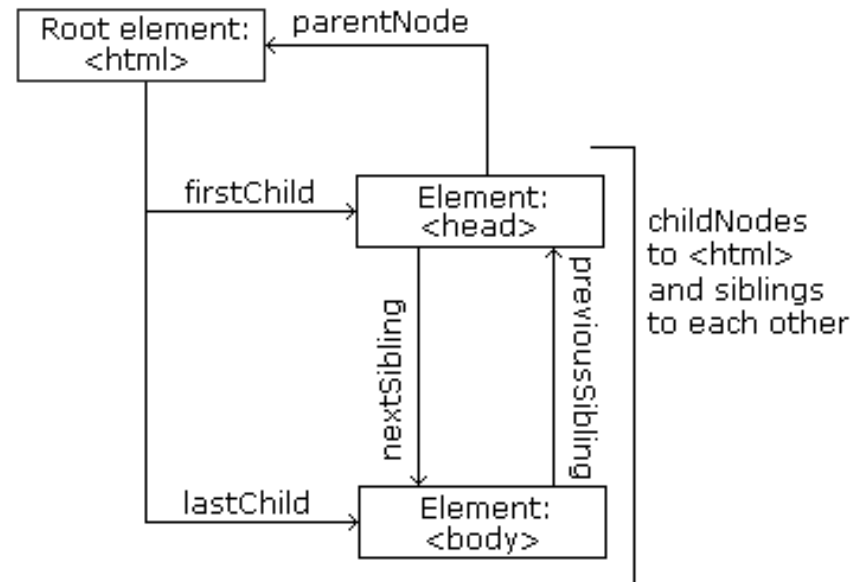 Root element:
<html>
parentNode
firstChild
Element:
<head>
childNodes
to <html>
and siblings
to each other
nextSibling
previousSibling
lastChild
Element:
<body>